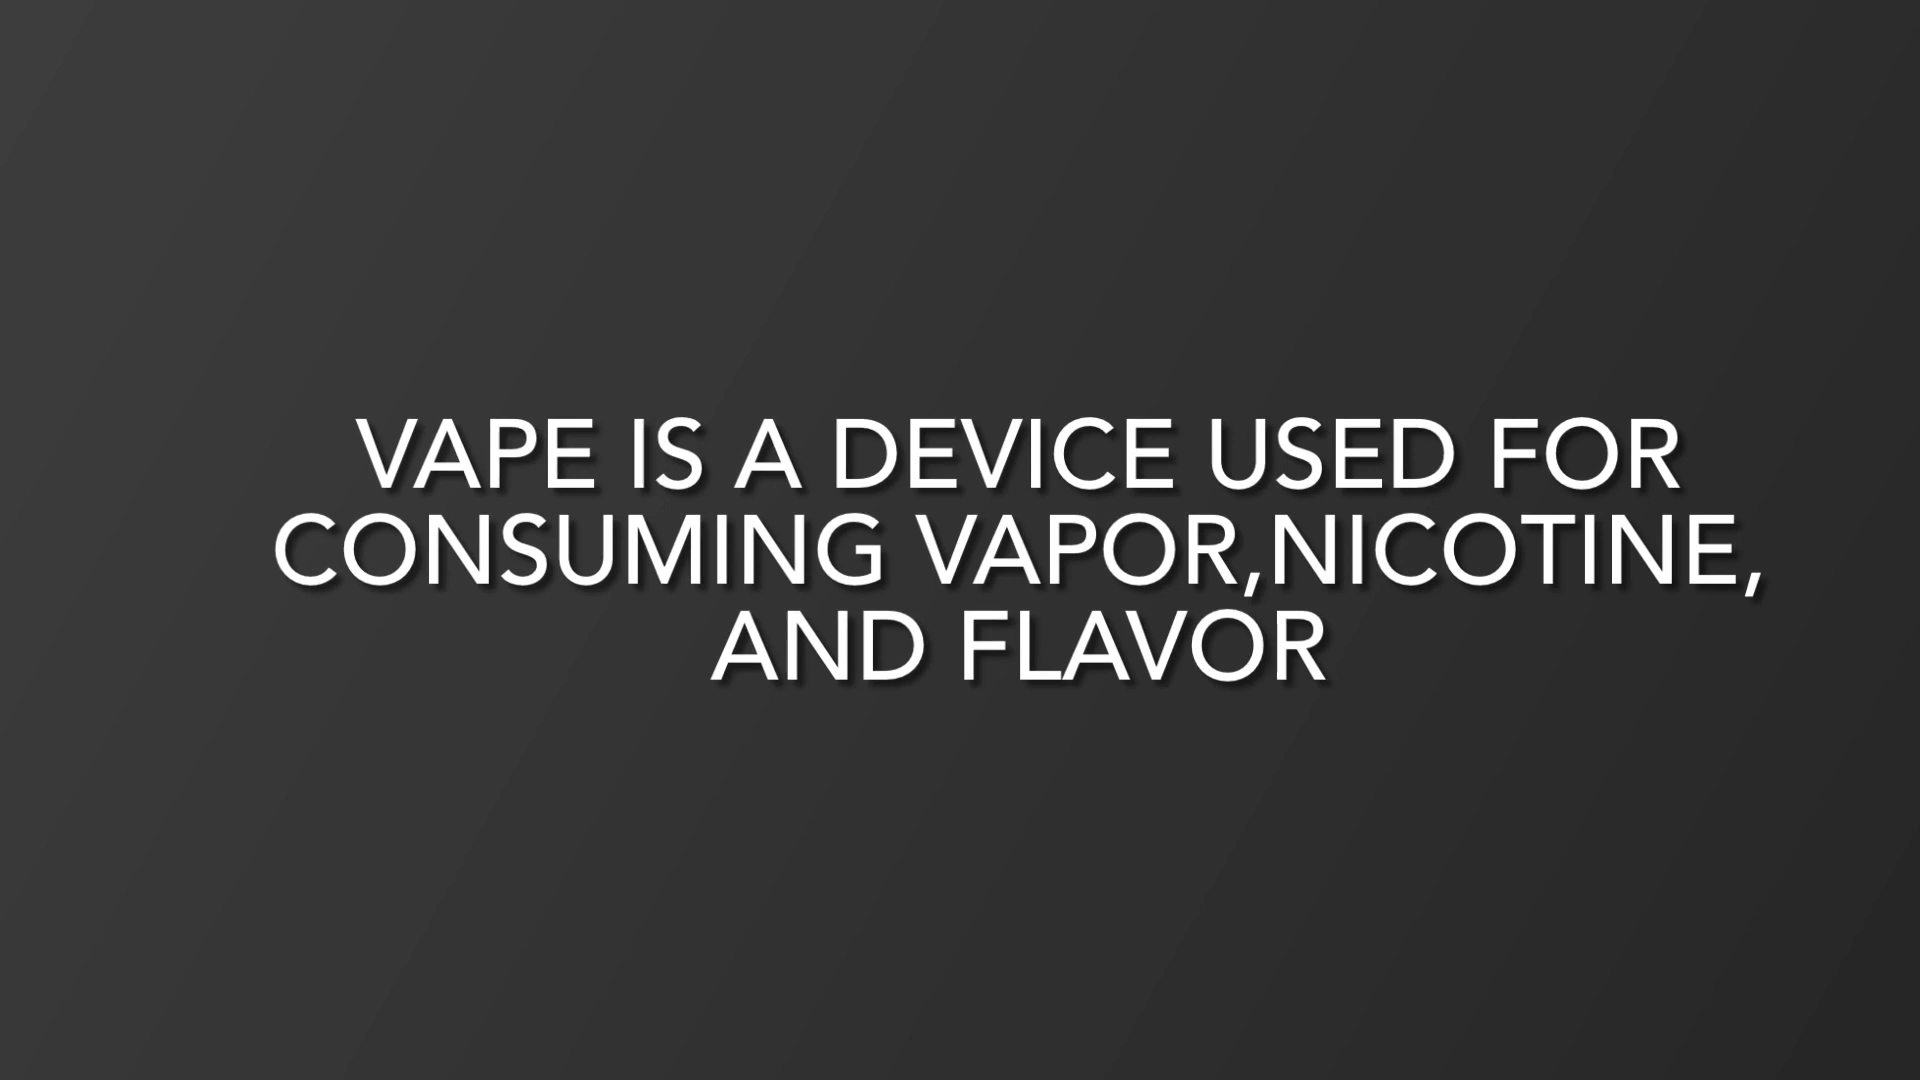 VAPE IS A DEVICE USED FOR
CONSUMING VAPOR,NICOTINE,
AND FLAVOR